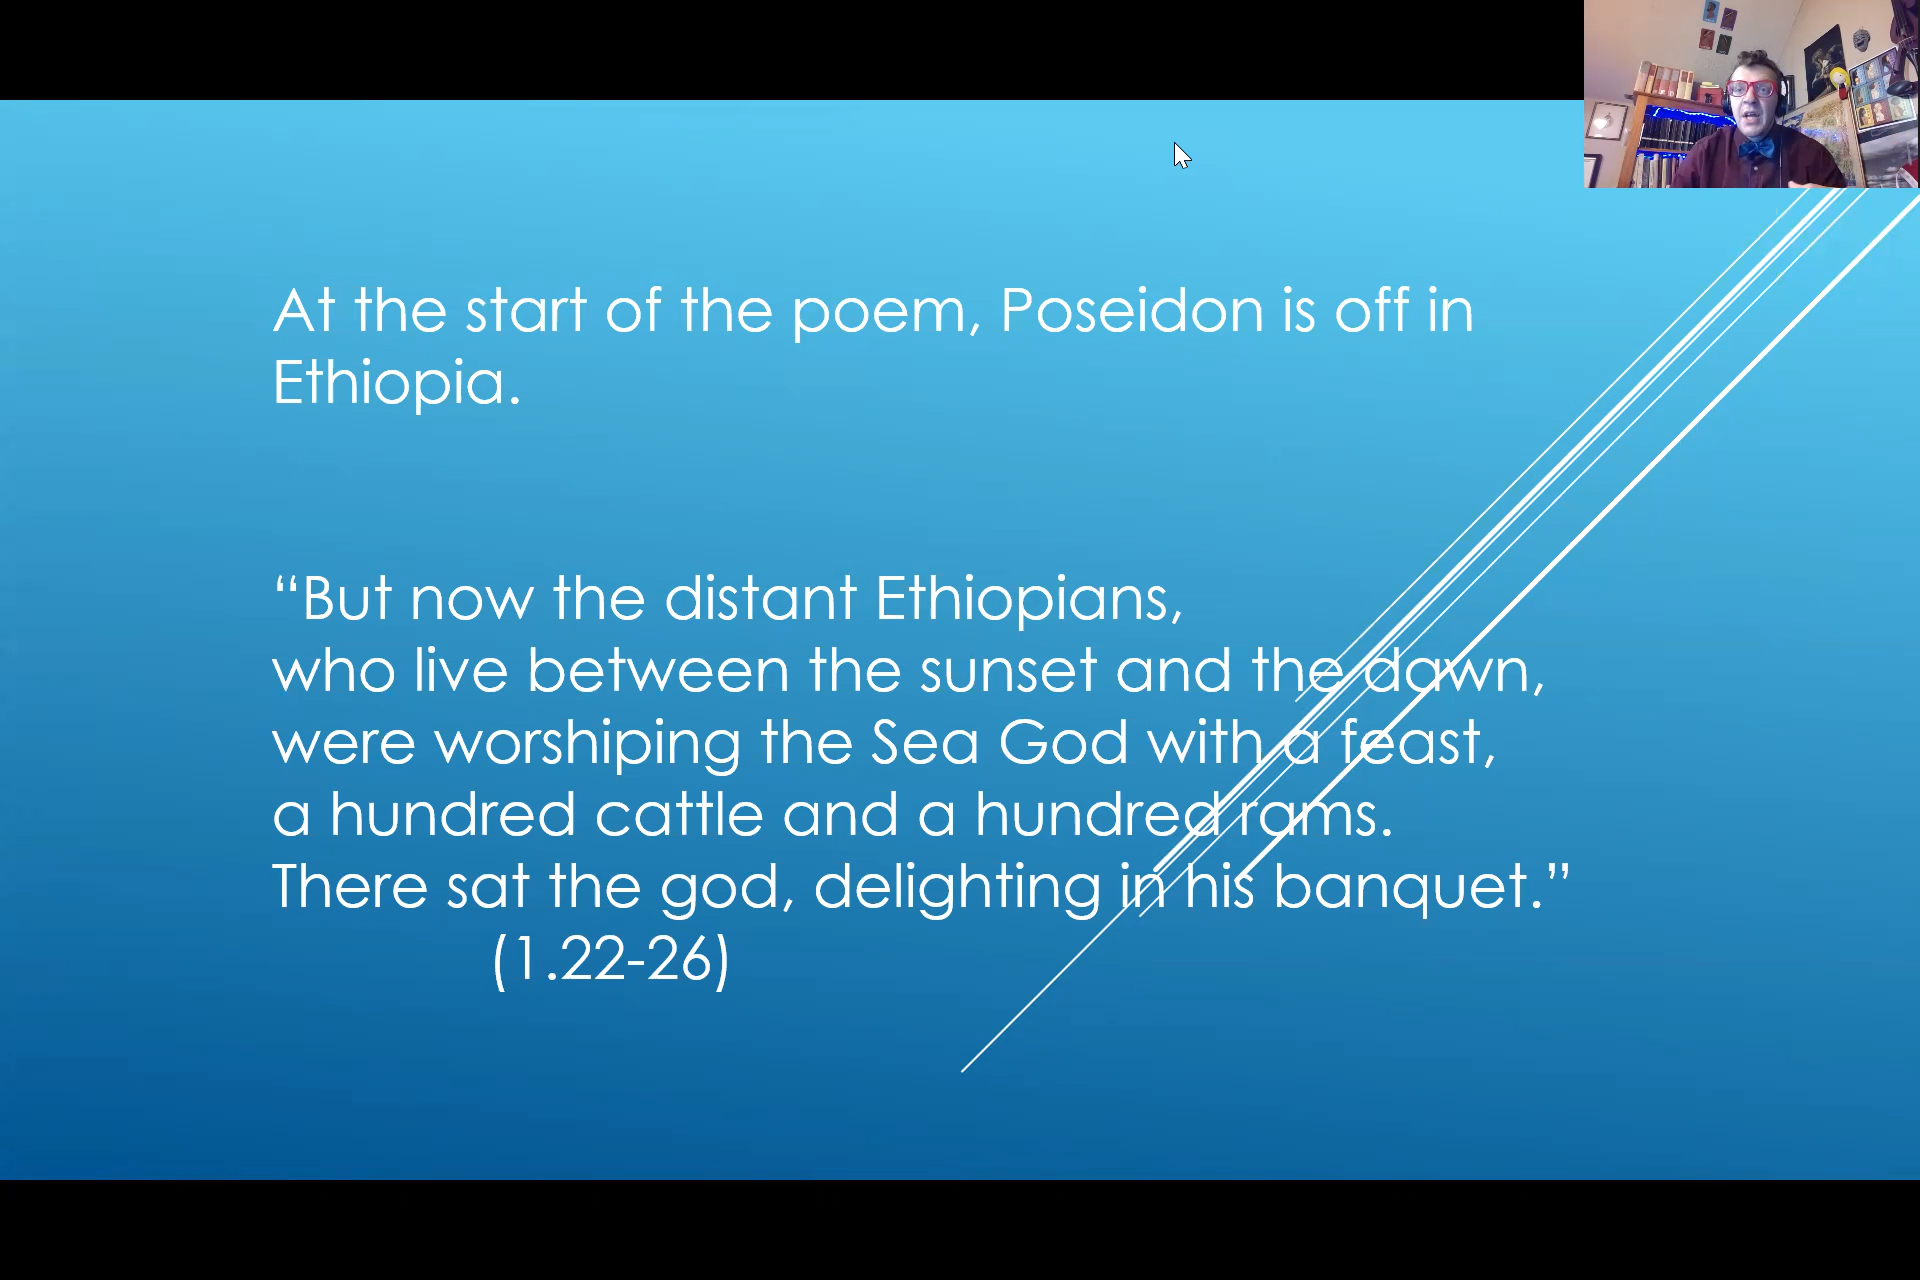 At the start of the poem, Poseidon is off in
Ethiopia.
“But now the distant Ethiopians,
who live between the sunset and the dawn,
were worshiping the Sea God with a feast,
a hundred cattle and a hundred rams.
There sat the god, delighting in his banquet.”
(1.22-26)